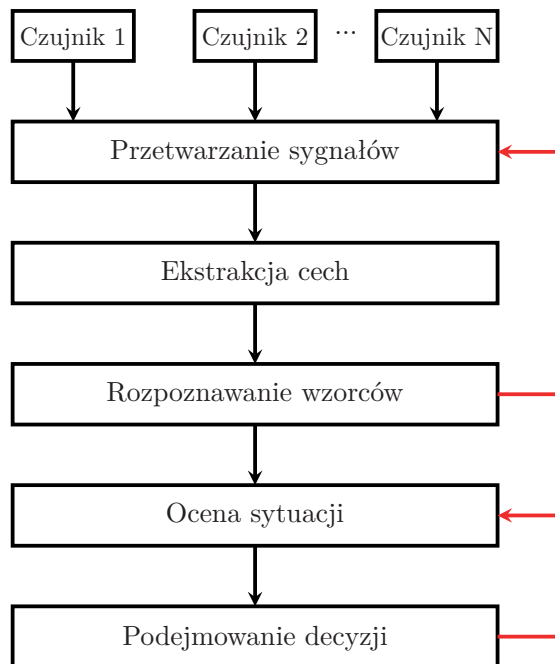 Czujnik 1 Czujnik 2 ... Czujnik N
Przetwarzanie sygnałów
Ekstrakcja cech
Rozpoznawanie wzorców
Ocena sytuacji
Podejmowanie decyzji